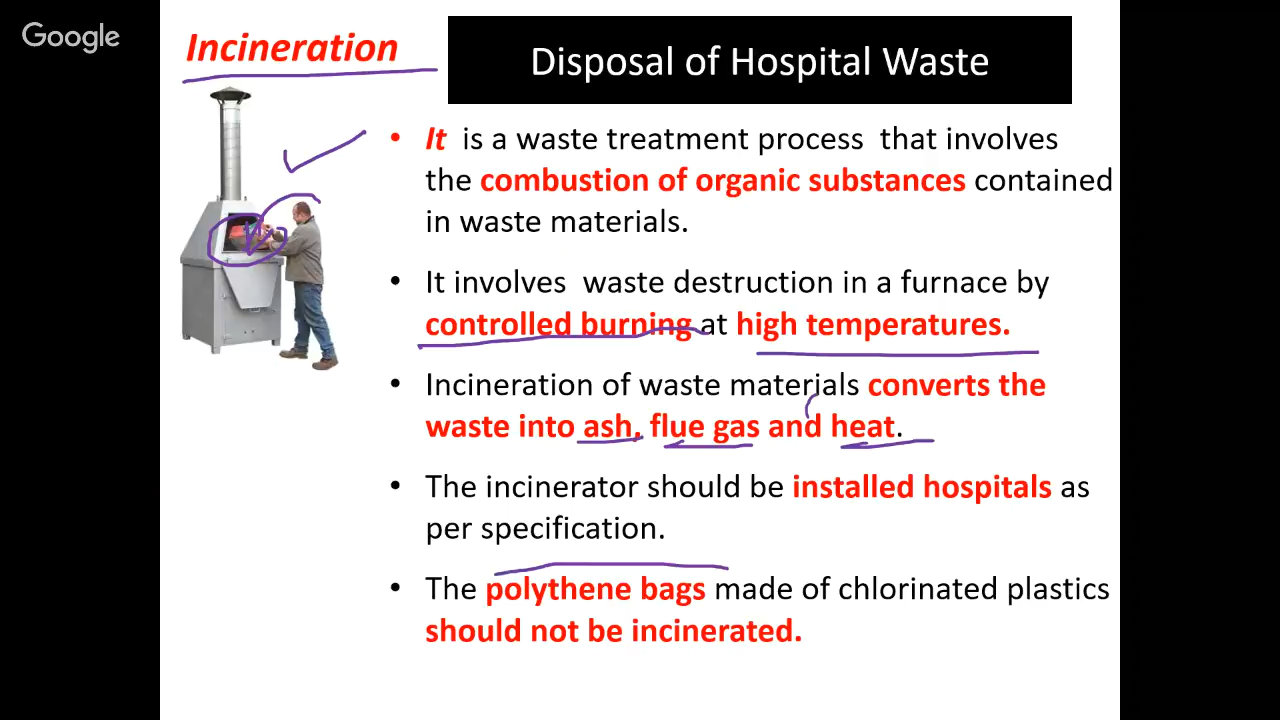 Google
Incineration
Disposal of Hospital Waste
• It is a waste treatment process that involves
the combustion of organic substances contained
in waste materials.
• It involves waste destruction in a furnace by
controlled burning at high temperatures.
• Incineration of waste materials converts the
waste into ash, flue gas and heat.
• The incinerator should be installed hospitals as
per specification.
• The polythene bags made of chlorinated plastics
should not be incinerated.